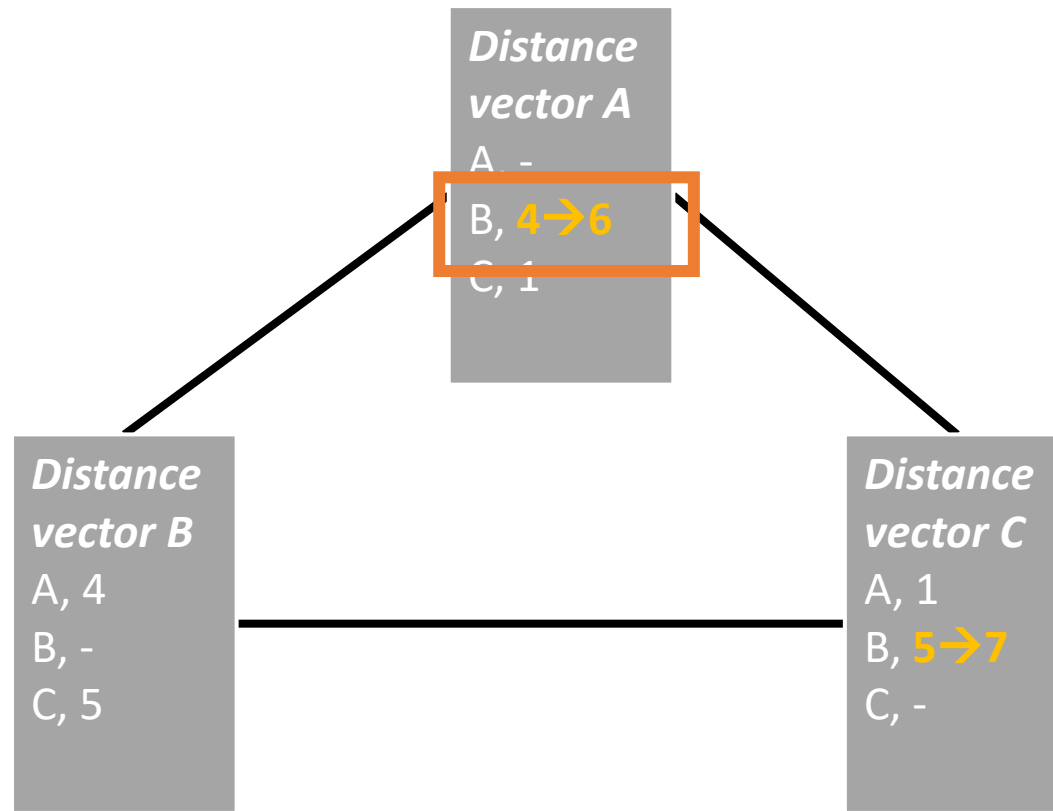 Distance
vector A
A, -
B, 4→6
C, 1
Distance
vector B
A, 4
B, -
C, 5
Distance
vector C
A, 1
B, 5→7
C, -